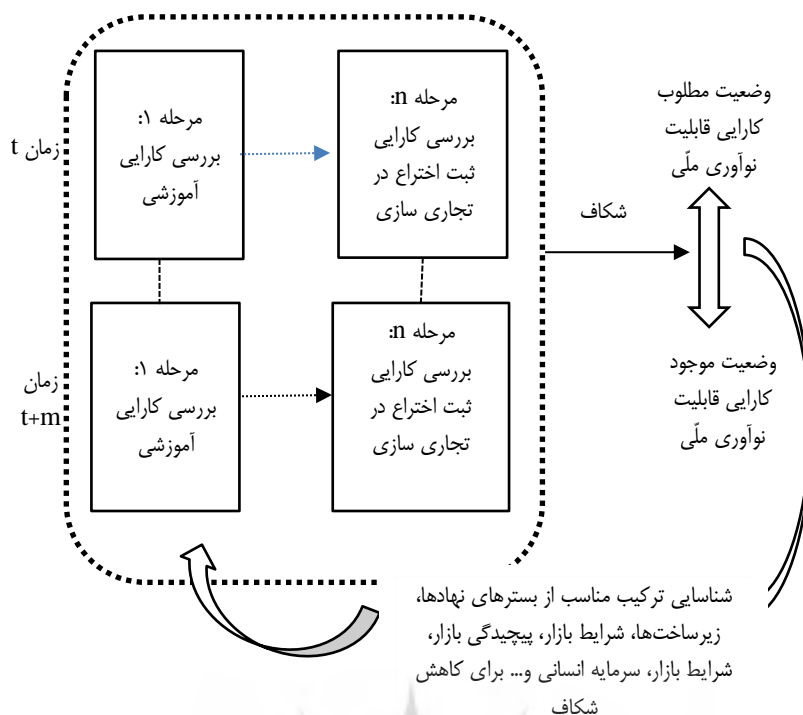 زمان t
مرحله ۱:
بررسی کارایی
آموزشی
مرحله n:
بررسی کارایی
ثبت اختراع در
تجاری سازی
شکاف
وضعیت مطلوب
کارایی قابلیت
نوآوری ملّی
زمان
t+m
مرحله ۱:
بررسی کارایی
آموزشی
مرحله n:
بررسی کارایی
ثبت اختراع در
تجاری سازی
وضعیت موجود
کارایی قابلیت
نوآوری ملّی
شناسایی ترکیب مناسب از بسترهای نهادها،
زیرساخت‌ها، شرایط بازار، پیچیدگی بازار،
شرایط بازار، سرمایه انسانی و... برای کاهش
شکاف